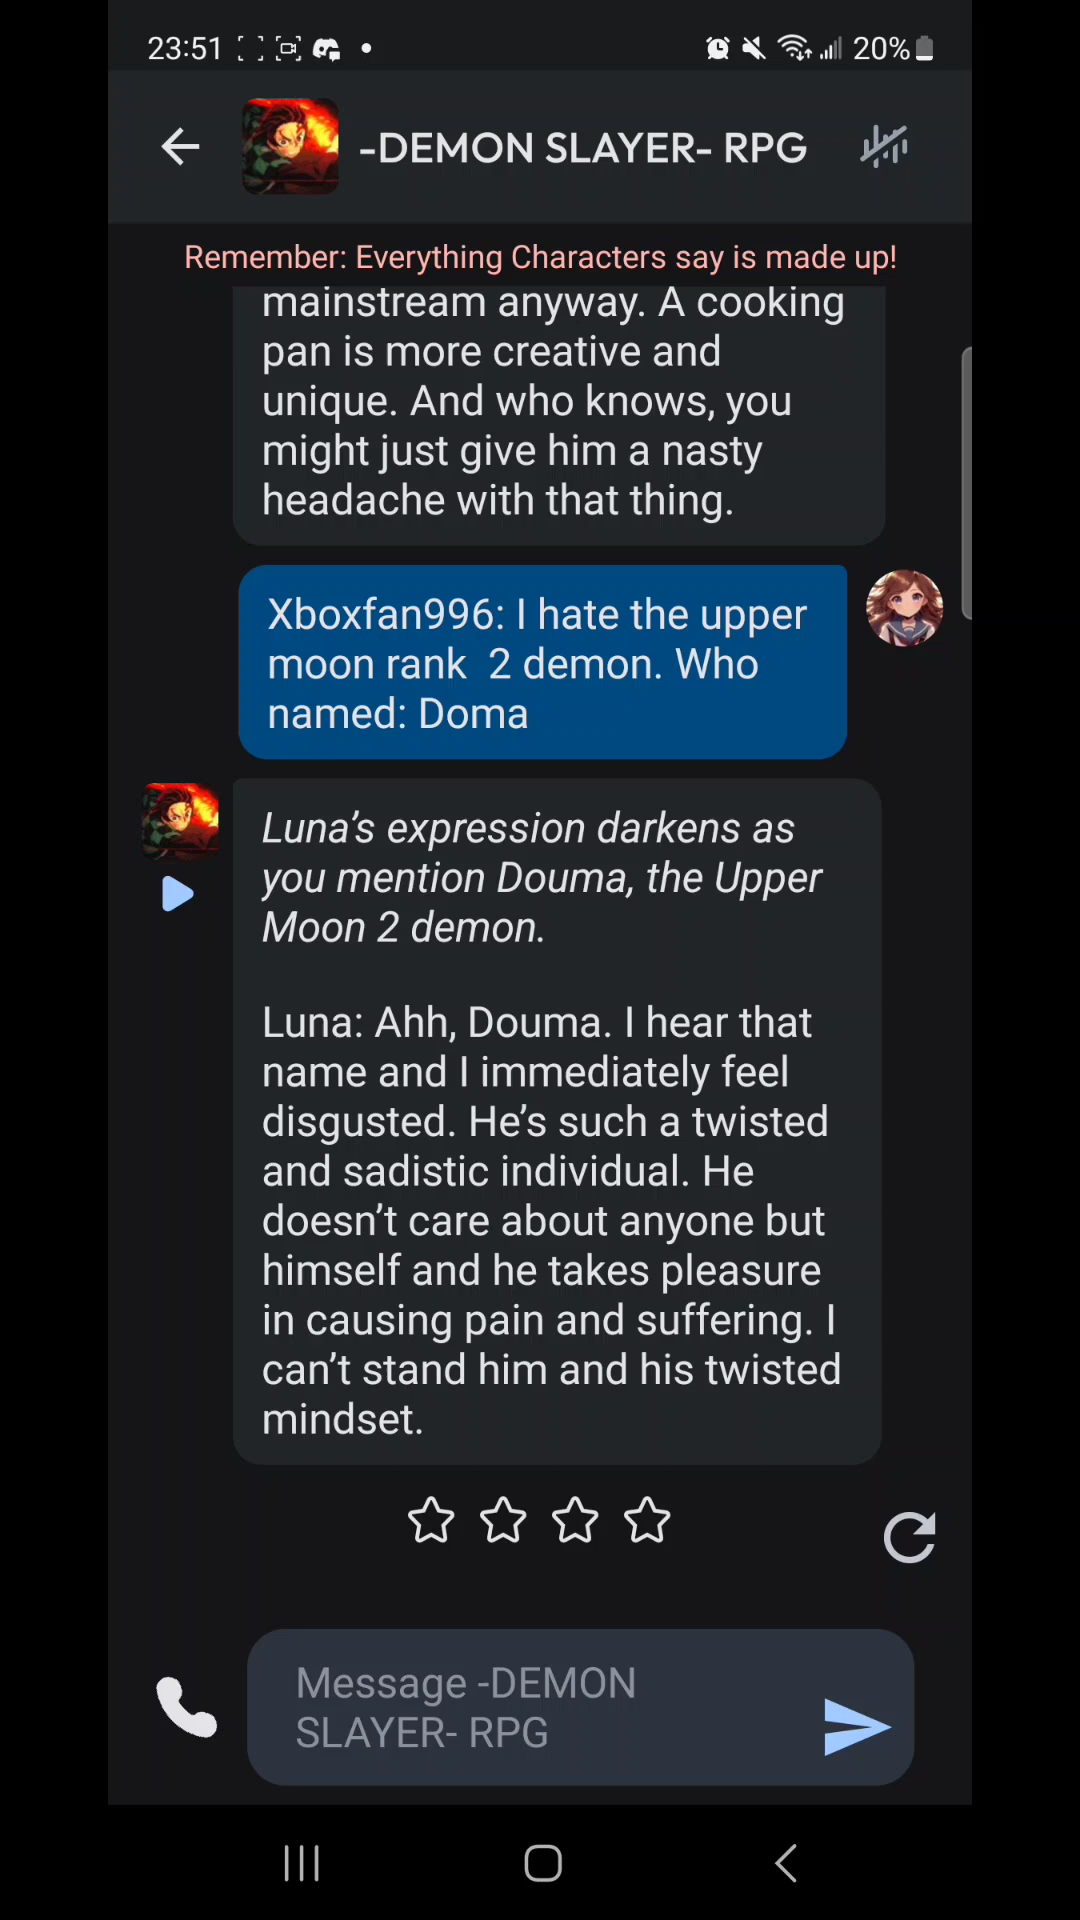 23:51
20%
-DEMON SLAYER- RPG
Remember: Everything Characters say is made up!
mainstream anyway. A cooking
pan is more creative and
unique. And who knows, you
might just give him a nasty
headache with that thing.
Xboxfan996: I hate the upper
moon rank  2 demon. Who
named: Doma
Luna’s expression darkens as
you mention Douma, the Upper
Moon 2 demon.
Luna: Ahh, Douma. I hear that
name and I immediately feel
disgusted. He’s such a twisted
and sadistic individual. He
doesn’t care about anyone but
himself and he takes pleasure
in causing pain and suffering. I
can’t stand him and his twisted
mindset.
Message -DEMON
SLAYER- RPG